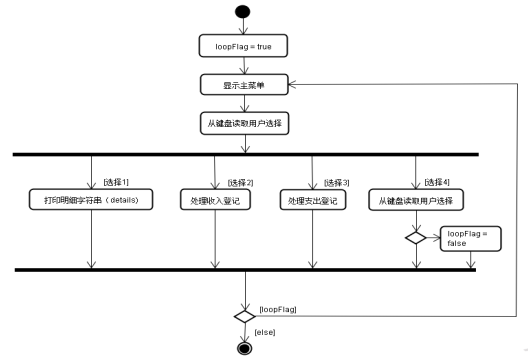 loopFlag = true
显示主菜单
从键盘读取用户选择
[选择1]
[选择2]
[选择3]
[选择4]
打印明细字符串（details）
处理收入登记
处理支出登记
从键盘读取用户选择
loopFlag =
false
[loopFlag]
[else]